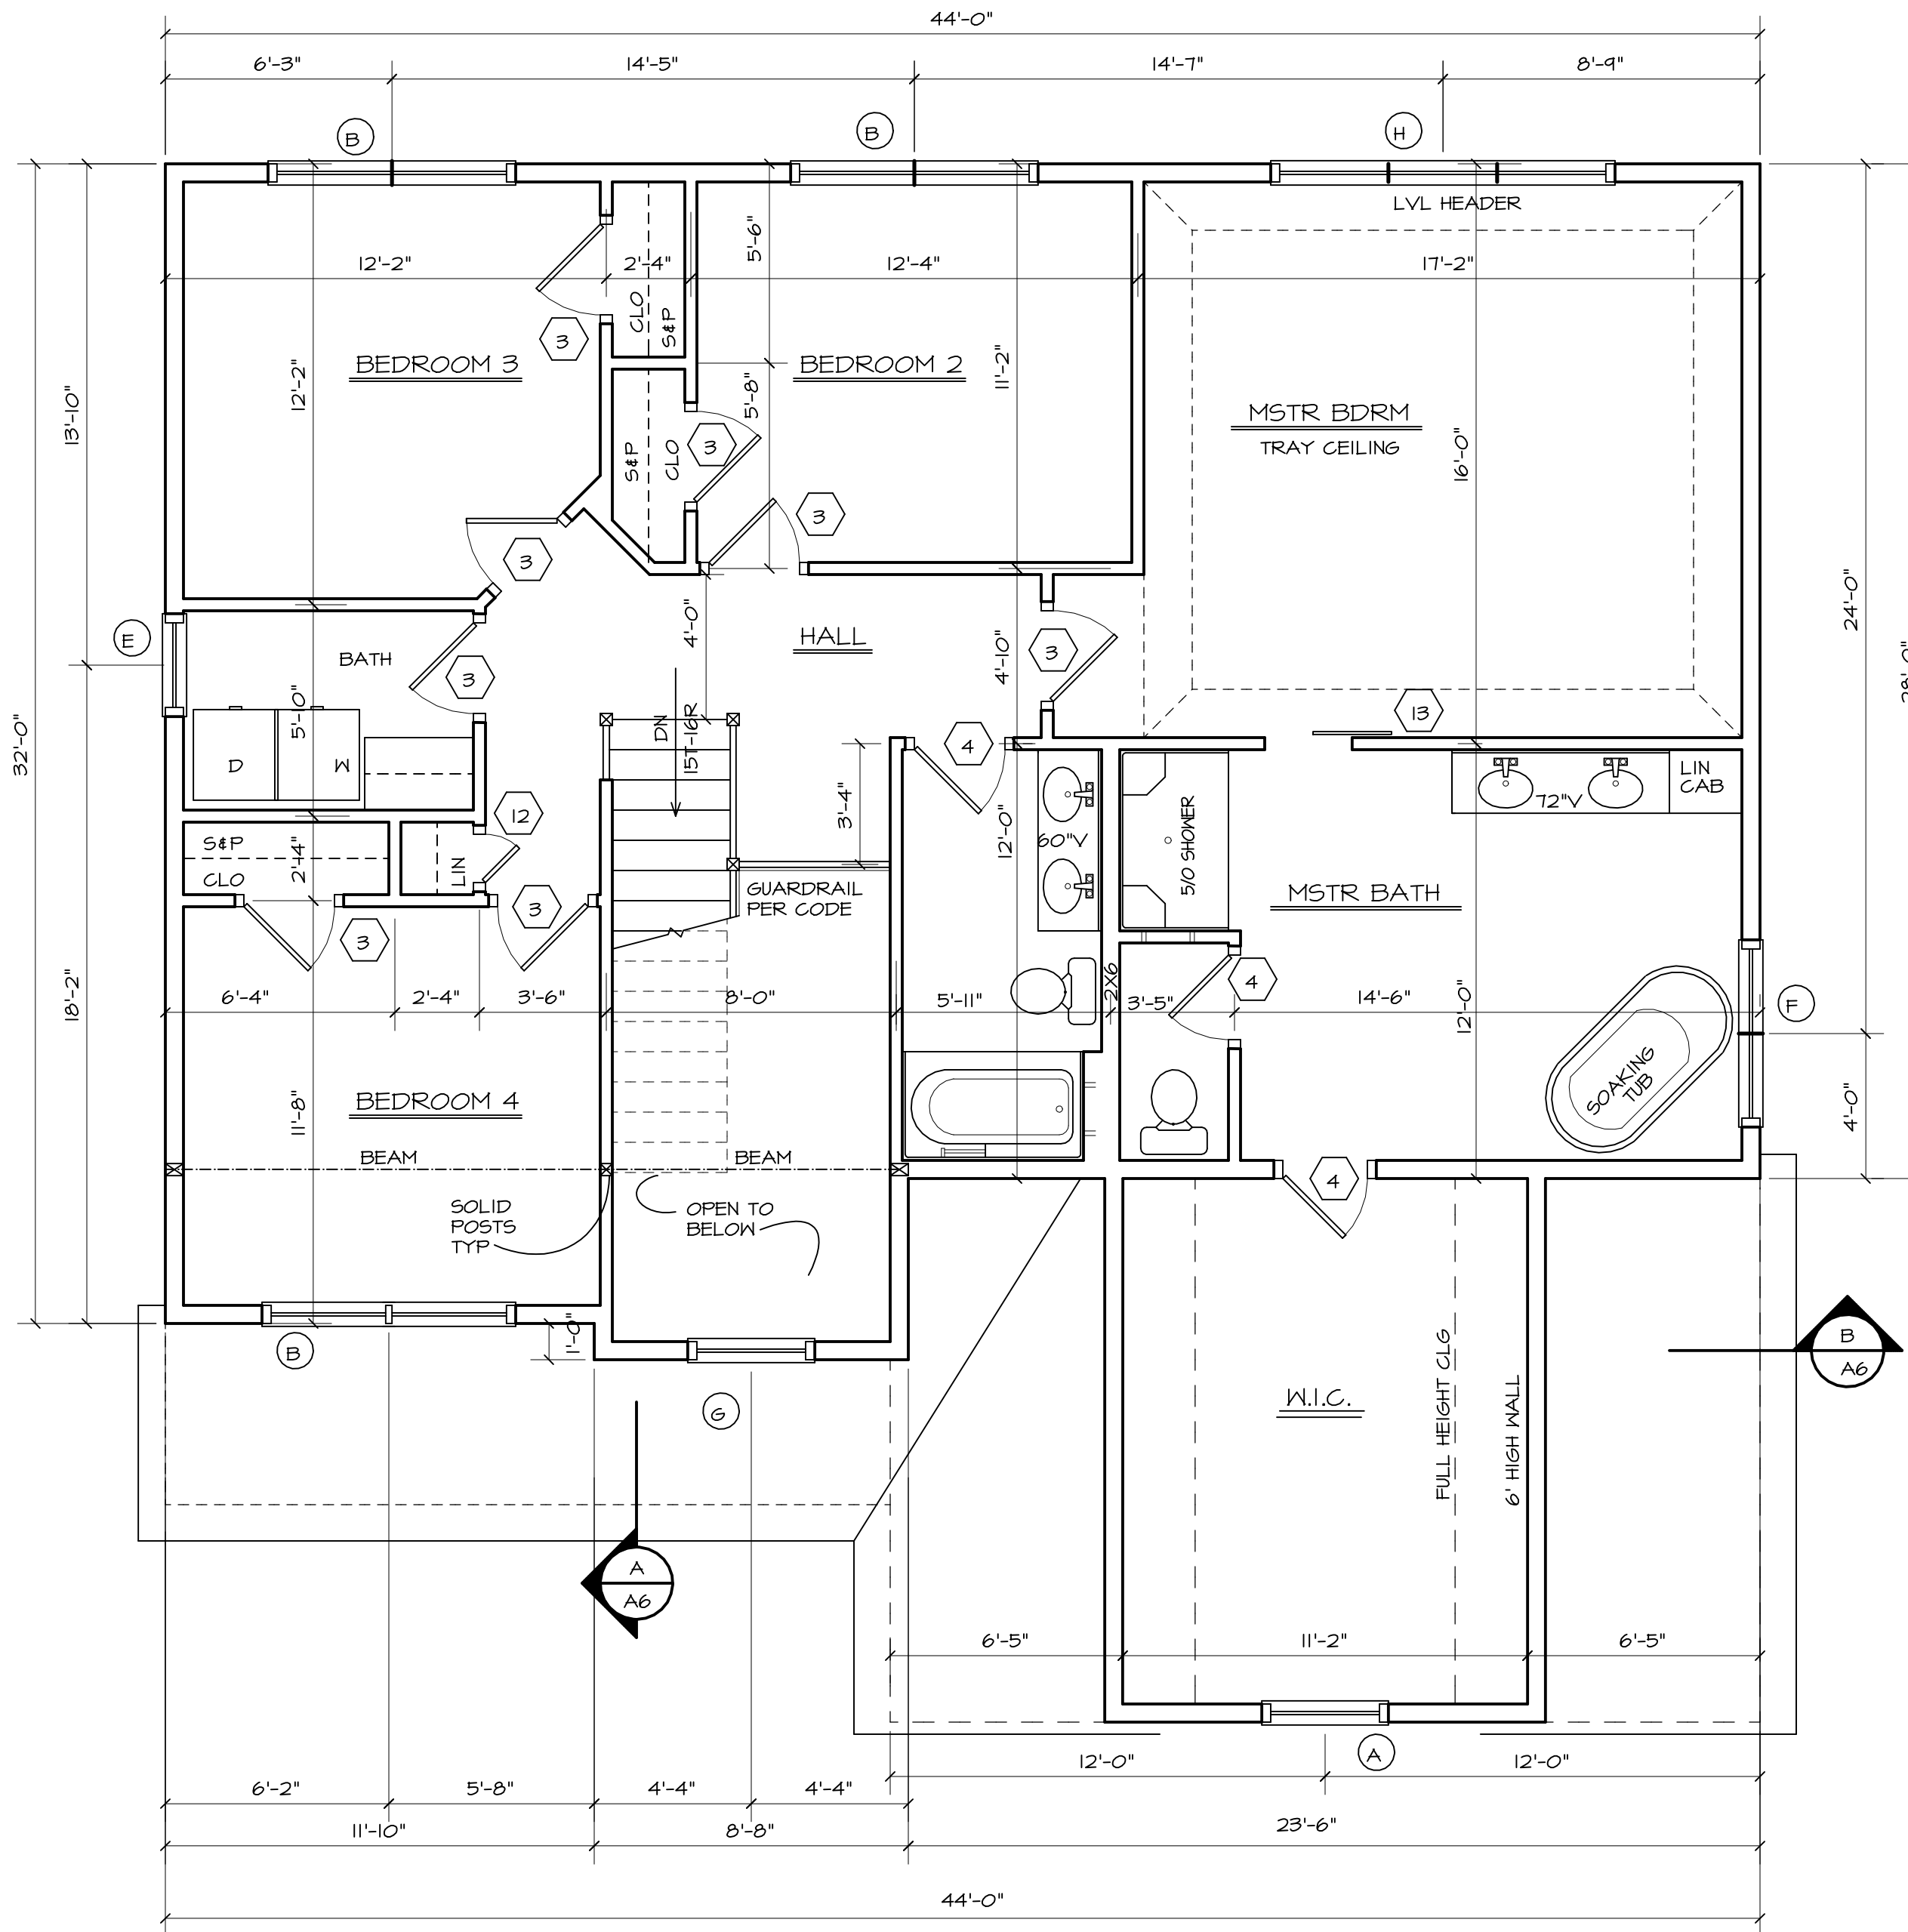 44'-0"
6'-3"
14'-5"
14'-7"
8'-9"
B
B
H
LVL HEADER
12'-2"
2'-4"
12'-4"
17'-2"
5'-6"
CLO
S&P
3
BEDROOM 3
BEDROOM 2
12'-2"
11'-2"
5'-8"
13'-10"
MSTR BDRM
TRAY CEILING
16'-0"
S&P
CLO
3
3
3
24'-0"
E
BATH
3
4'-0"
HALL
4'-10"
3
32'-0"
5'-10"
D
W
DN
15T-16R
4
13
LIN
CAB
72"V
12
3'-4"
12'-0"
60"V
5/0 SHOWER
S&P
CLO
2'-4"
LIN
3
3
GUARDRAIL
PER CODE
MSTR BATH
18'-2"
6'-4"
2'-4"
3'-6"
8'-0"
5'-11"
2X6
3'-5"
4
14'-6"
12'-0"
F
BEDROOM 4
11'-8"
SOAKING
TUB
4'-0"
BEAM
BEAM
SOLID
POSTS
TYP
OPEN TO
BELOW
4
B
1'-0"
G
W.I.C.
FULL HEIGHT CLG
6' HIGH WALL
B
A6
A
A6
6'-5"
11'-2"
6'-5"
A
12'-0"
12'-0"
6'-2"
5'-8"
4'-4"
4'-4"
11'-10"
8'-8"
23'-6"
44'-0"